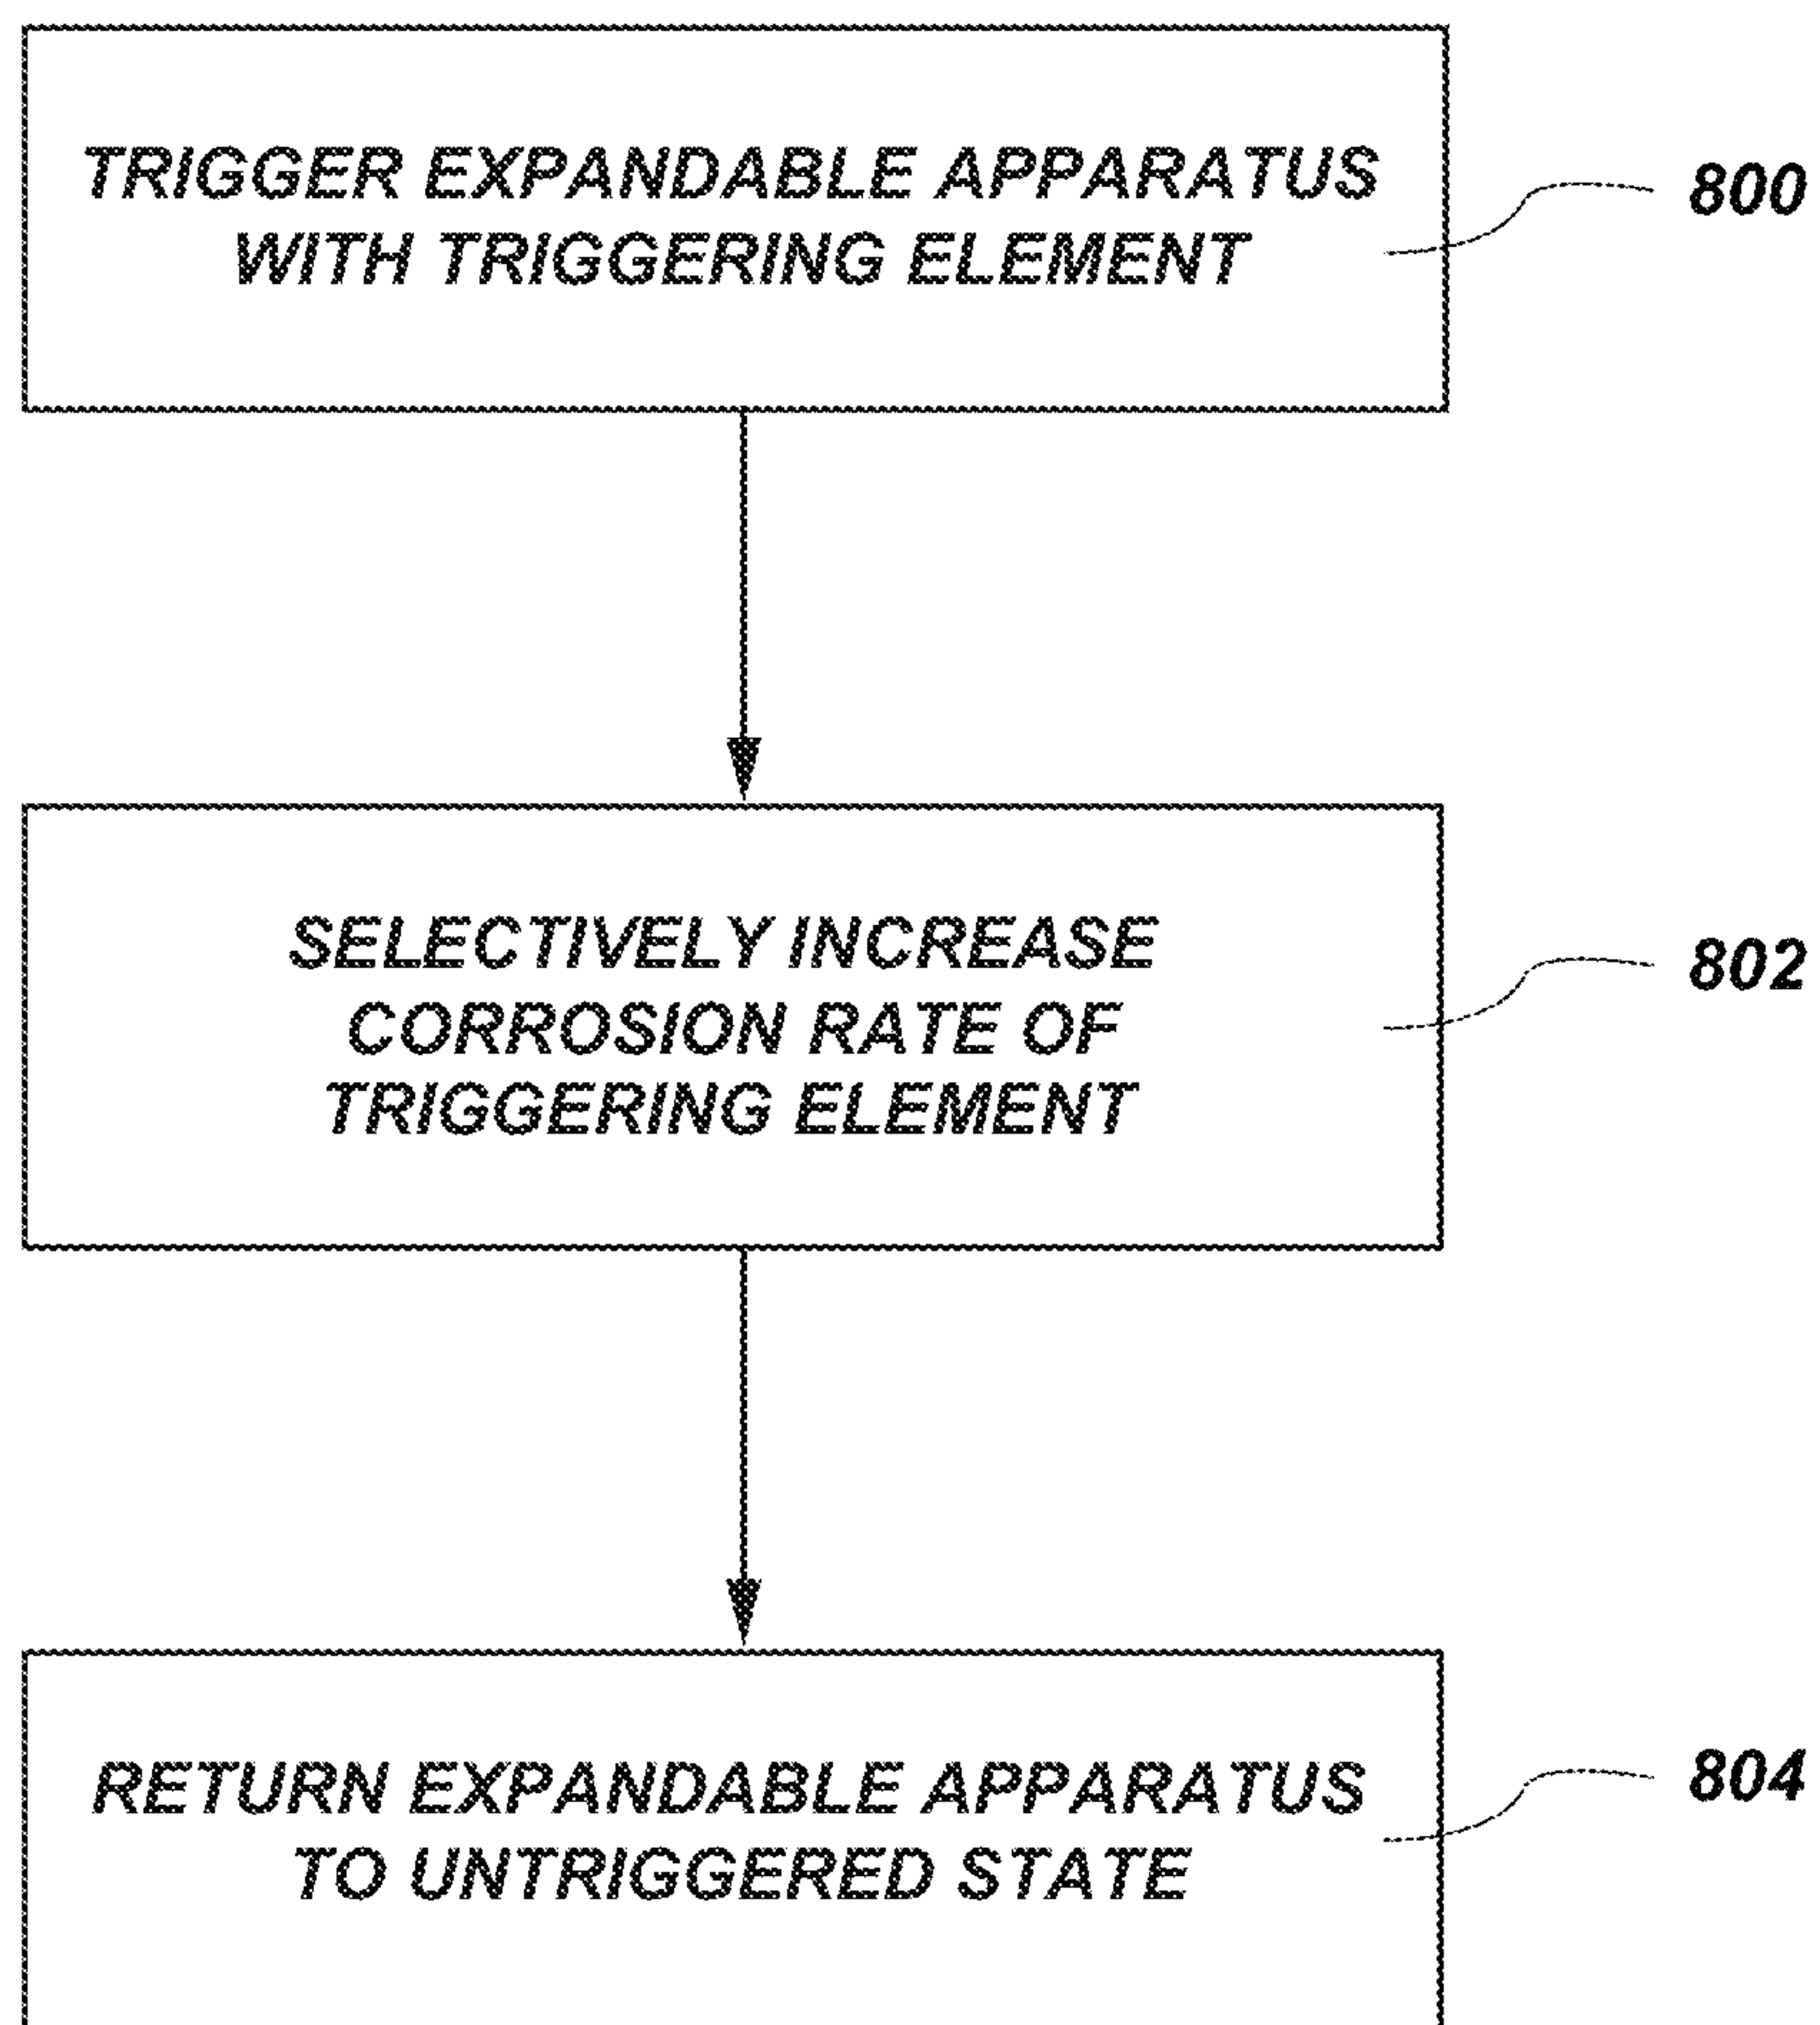 TRIGGER EXPANDABLE APPARATUS
WITH TRIGGERING ELEMENT
800
SELECTIVELY INCREASE
CORROSION RATE OF
TRIGGERING ELEMENT
802
RETURN EXPANDABLE APPARATUS
TO UNTRIGGERED STATE
804